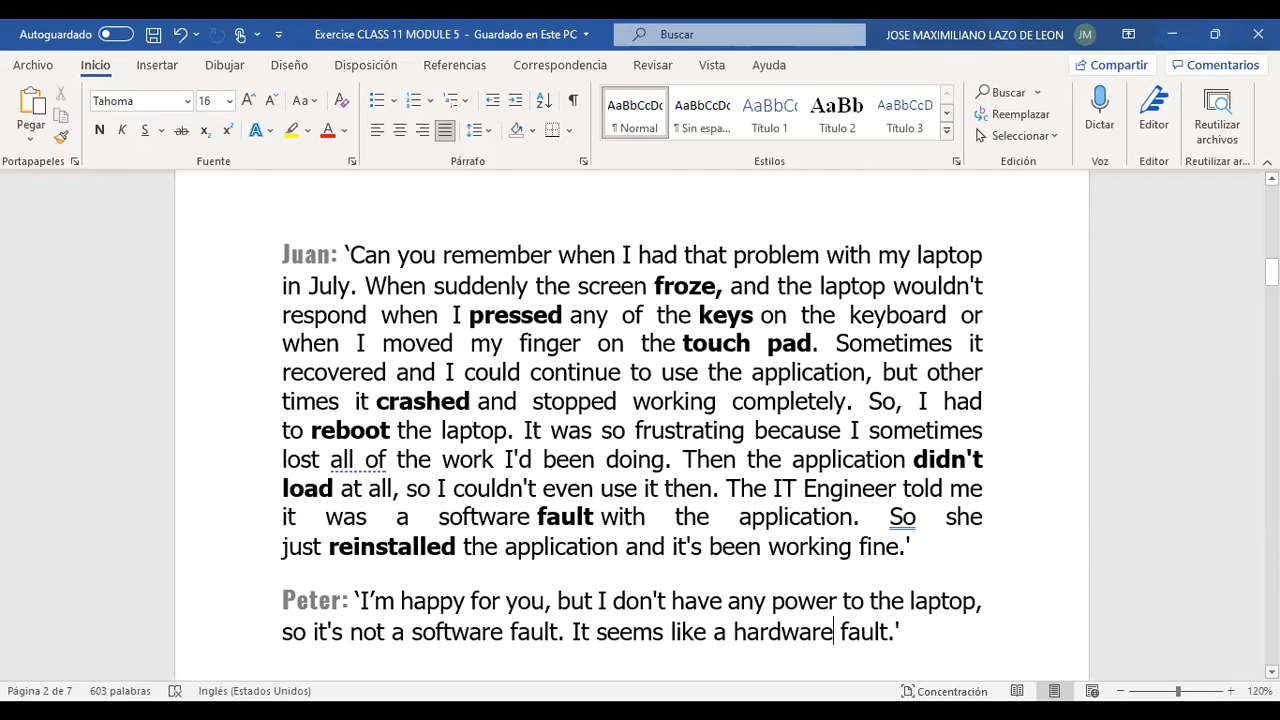 Autoguardado
Exercise CLASS 11 MODULE 5 - Guardado en Este PC
Buscar
JOSE MAXIMILIANO LAZO DE LEON
JM
Archivo Inicio Insertar Dibujar Diseño Disposición Referencias Correspondencia Revisar Vista Ayuda
Compartir Comentarios
Pegar
Tahoma 16
Aa
N K S ab x₂ x²
AaBbCcDc AaBbCcDc AaBbCc AaBb AaBbCcD
¶ Normal ¶ Sin espa... Título 1 Título 2 Título 3
Buscar
Reemplazar
Seleccionar
Dictar
Editor
Reutilizar archivos
Portapapeles Fuente Párrafo Estilos Edición Voz Editor Reutilizar ar...
Juan: ‘Can you remember when I had that problem with my laptop
in July. When suddenly the screen froze, and the laptop wouldn't
respond when I pressed any of the keys on the keyboard or
when I moved my finger on the touch pad. Sometimes it
recovered and I could continue to use the application, but other
times it crashed and stopped working completely. So, I had
to reboot the laptop. It was so frustrating because I sometimes
lost all of the work I'd been doing. Then the application didn't
load at all, so I couldn't even use it then. The IT Engineer told me
it was a software fault with the application. So she
just reinstalled the application and it's been working fine.'
Peter: ‘I’m happy for you, but I don't have any power to the laptop,
so it's not a software fault. It seems like a hardware fault.'
Página 2 de 7 603 palabras Inglés (Estados Unidos) Concentración 120%